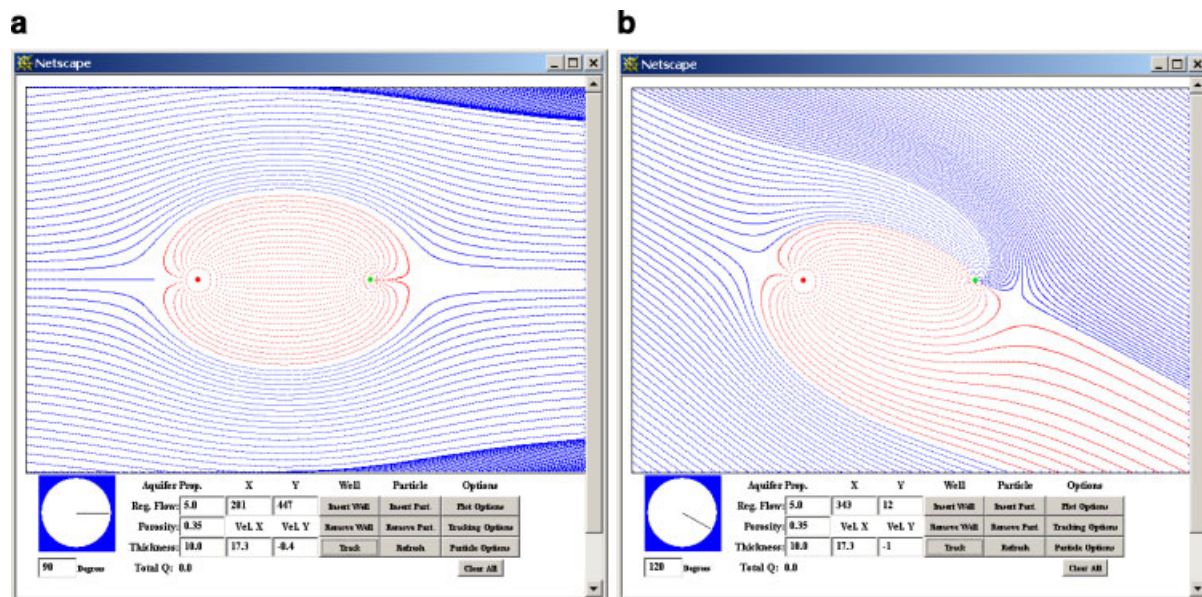 a
b
Netscape
Netscape
Aquifer Prop. X Y Well Particle Options
Reg. Flow: 5.0 281 447 Insert Well Insert Part. Plot Options
Porosity: 0.35 Vel. X Vel. Y Remove Well Remove Part. Tracking Options
Thickness: 10.0 17.3 -0.4 Track Refresh Particle Options
90 Degrees Total Q: 0.0 Clear All
Aquifer Prop. X Y Well Particle Options
Reg. Flow: 5.0 343 12 Insert Well Insert Part. Plot Options
Porosity: 0.35 Vel. X Vel. Y Remove Well Remove Part. Tracking Options
Thickness: 10.0 17.3 -1 Track Refresh Particle Options
120 Degrees Total Q: 0.0 Clear All